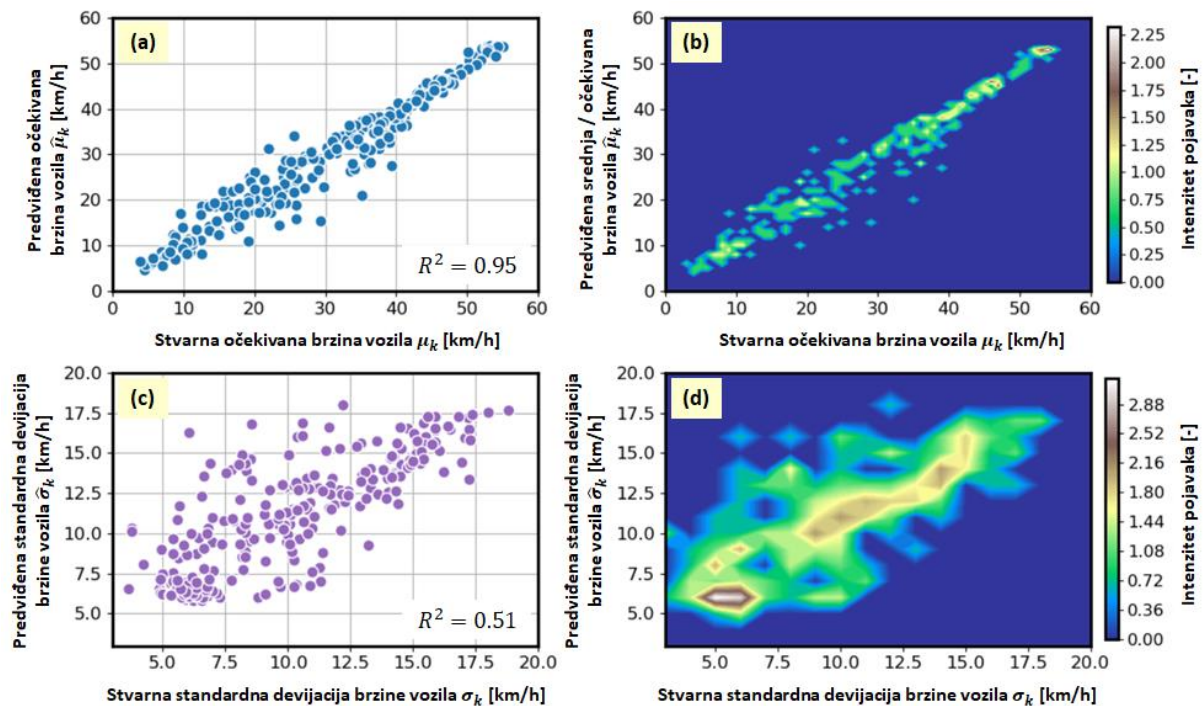 (a)
Predviđena očekivana
brzina vozila μ̂k [km/h]
60
50
40
30
20
10
0
0 10 20 30 40 50 60
R² = 0.95
Stvarna očekivana brzina vozila μk [km/h]
(b)
Predviđena srednja / očekivana
brzina vozila μ̂k [km/h]
60
50
40
30
20
10
0
0 10 20 30 40 50 60
Stvarna očekivana brzina vozila μk [km/h]
2.25
2.00
1.75
1.50
1.25
1.00
0.75
0.50
0.25
0.00
Intenzitet pojavaka [-]
(c)
Predviđena standardna devijacija
brzine vozila σ̂k [km/h]
20.0
17.5
15.0
12.5
10.0
7.5
5.0
5.0 7.5 10.0 12.5 15.0 17.5 20.0
R² = 0.51
Stvarna standardna devijacija brzine vozila σk [km/h]
(d)
Predviđena standardna devijacija
brzine vozila σ̂k [km/h]
20.0
17.5
15.0
12.5
10.0
7.5
5.0
5.0 7.5 10.0 12.5 15.0 17.5 20.0
Stvarna standardna devijacija brzine vozila σk [km/h]
2.88
2.52
2.16
1.80
1.44
1.08
0.72
0.36
0.00
Intenzitet pojavaka [-]